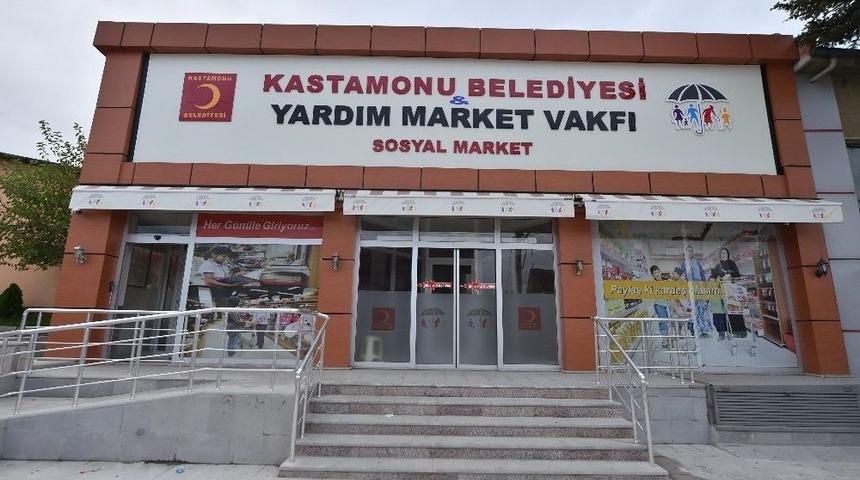 KASTAMONU
BELEDİYESİ
KASTAMONU BELEDİYESİ
&
YARDIM MARKET VAKFI
SOSYAL MARKET
Her Gönüle Giriyoruz...
Paylaş ki kardeş olasın...